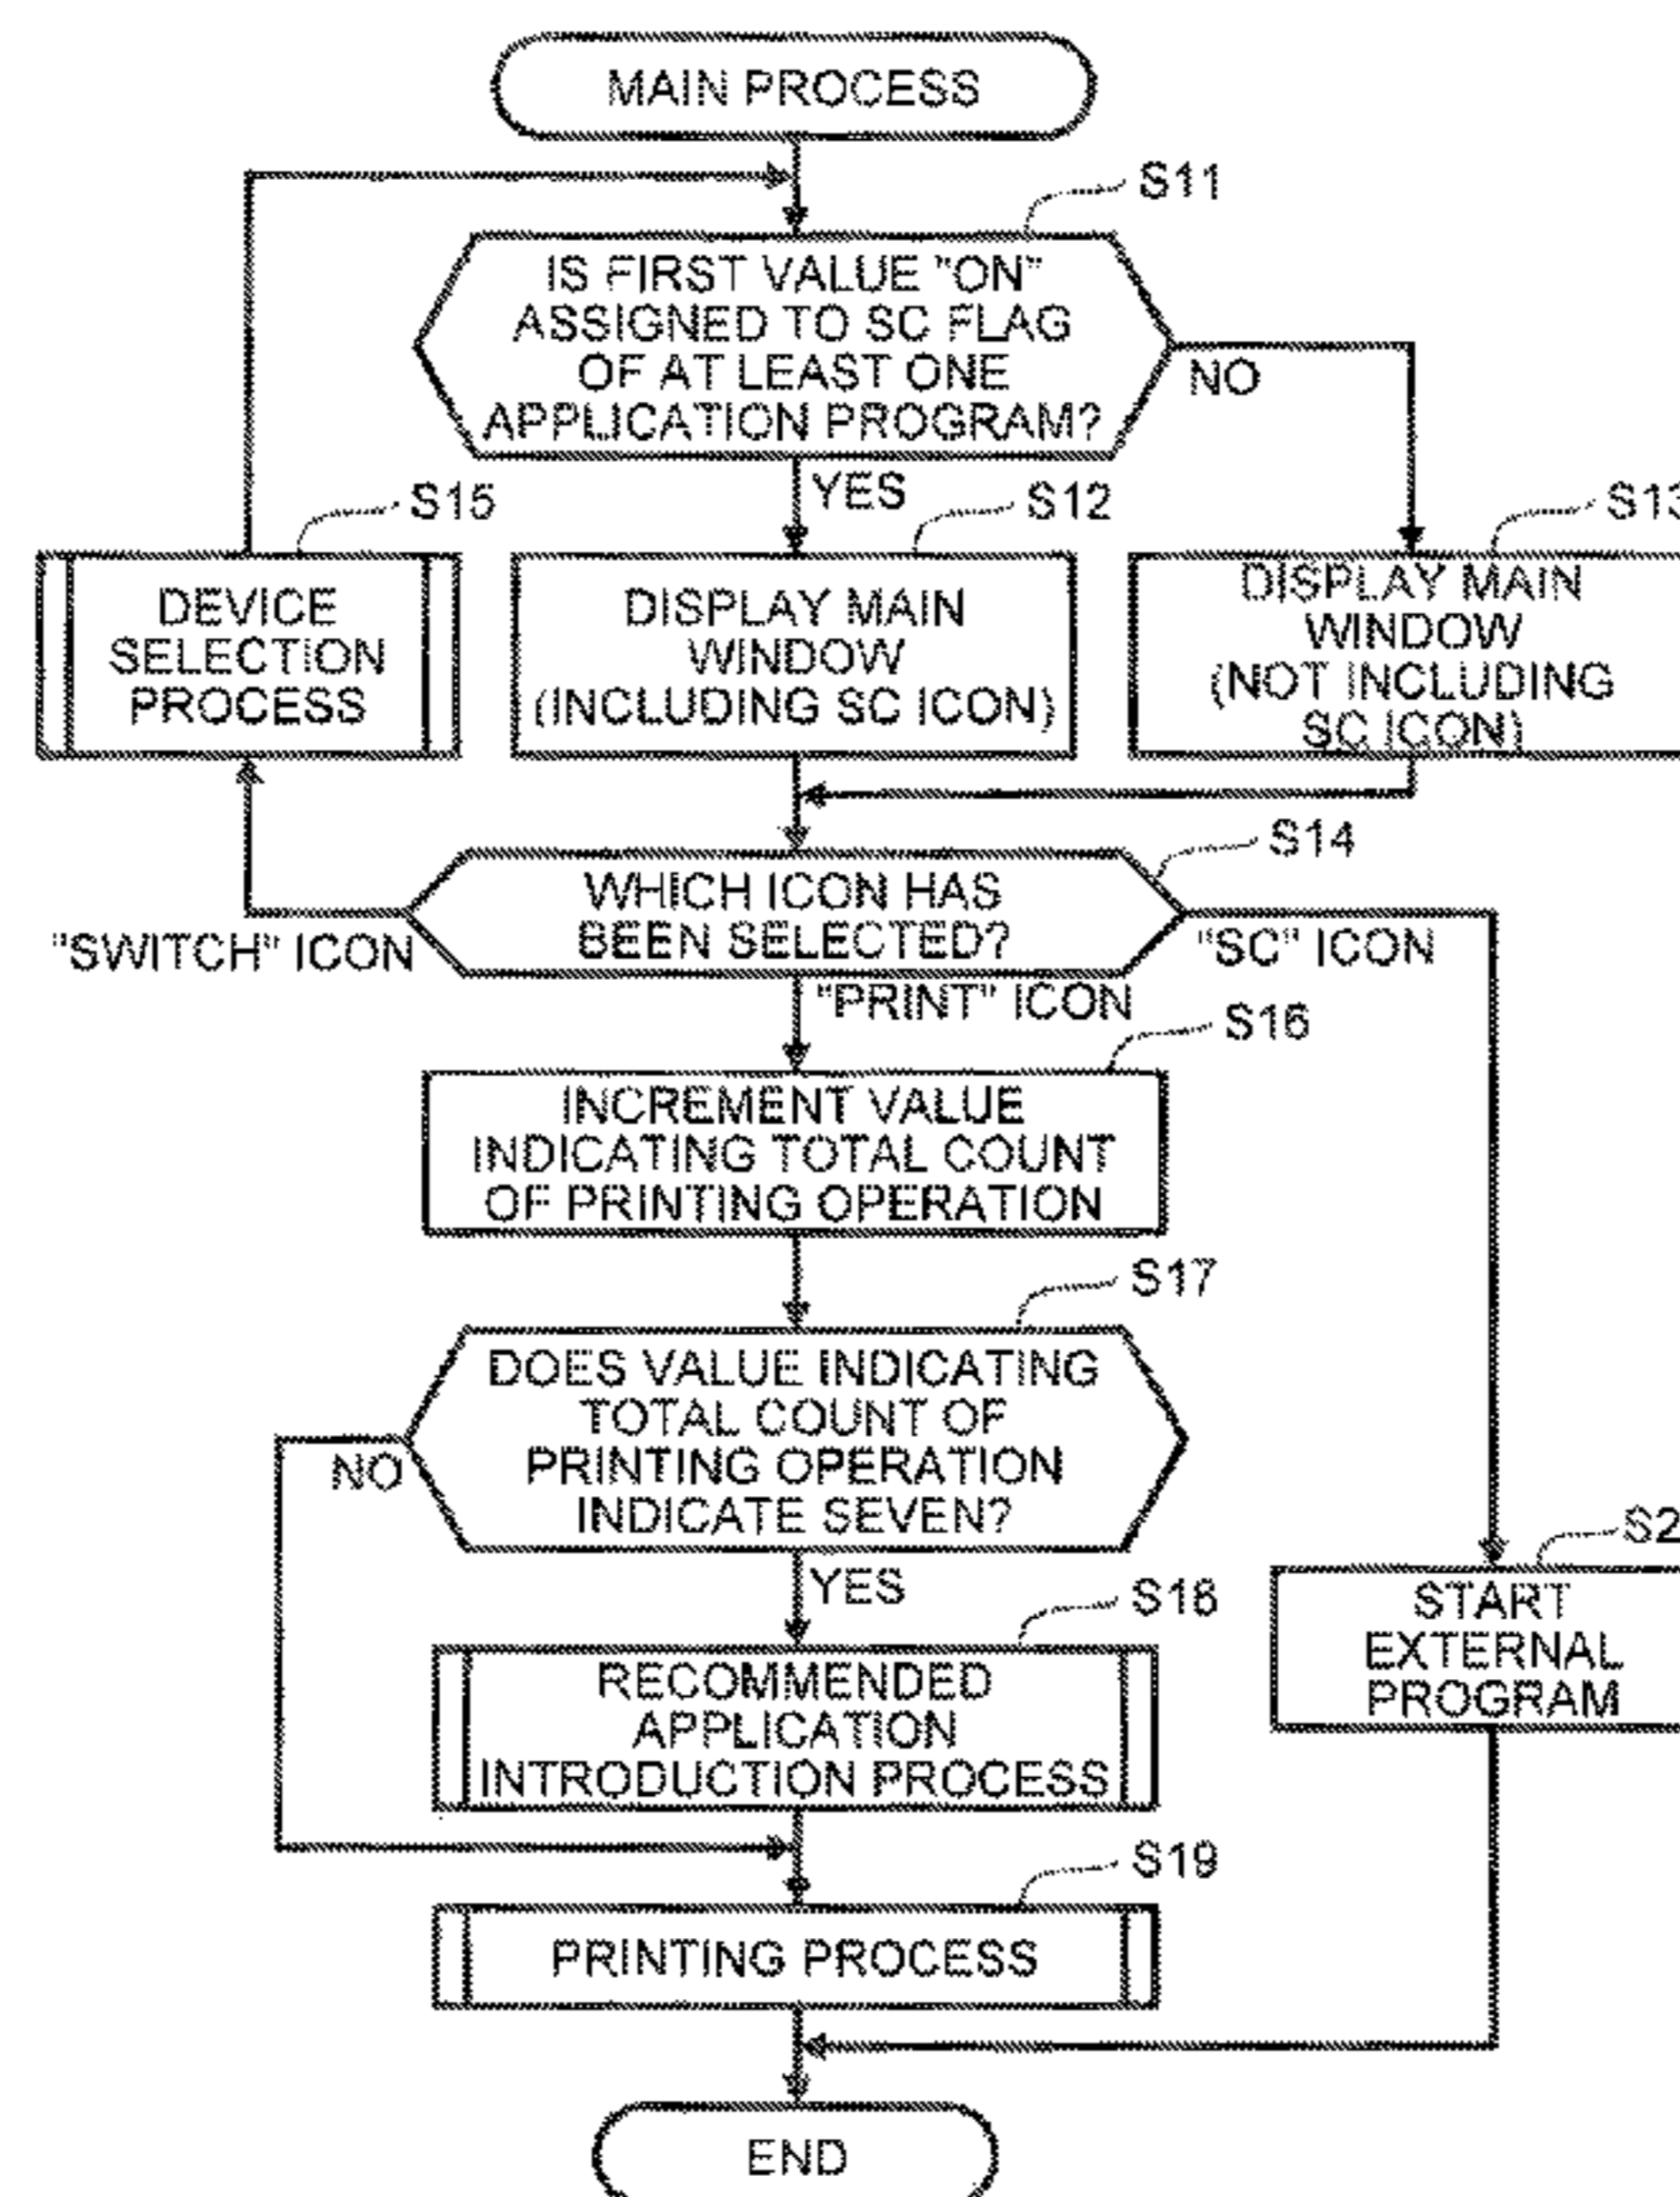 MAIN PROCESS
S11
IS FIRST VALUE "ON"
ASSIGNED TO SC FLAG
OF AT LEAST ONE
APPLICATION PROGRAM?
NO
YES
S15
S12
S13
DEVICE
SELECTION
PROCESS
DISPLAY MAIN
WINDOW
(INCLUDING SC ICON)
DISPLAY MAIN
WINDOW
(NOT INCLUDING
SC ICON)
S14
WHICH ICON HAS
BEEN SELECTED?
"SWITCH" ICON
"SC" ICON
"PRINT" ICON
S16
INCREMENT VALUE
INDICATING TOTAL COUNT
OF PRINTING OPERATION
S17
DOES VALUE INDICATING
TOTAL COUNT OF
PRINTING OPERATION
INDICATE SEVEN?
NO
YES
S18
RECOMMENDED
APPLICATION
INTRODUCTION PROCESS
S2
START
EXTERNAL
PROGRAM
S19
PRINTING PROCESS
END